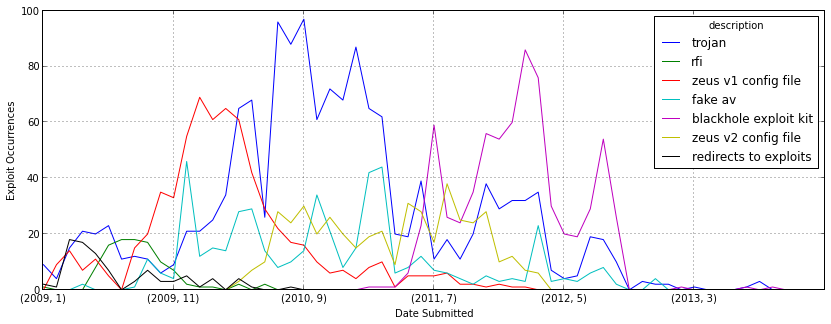 100
80
60
40
20
0
Exploit Occurrences
(2009, 1)
(2009, 11)
(2010, 9)
(2011, 7)
(2012, 5)
(2013, 3)
Date Submitted
description
trojan
rfi
zeus v1 config file
fake av
blackhole exploit kit
zeus v2 config file
redirects to exploits